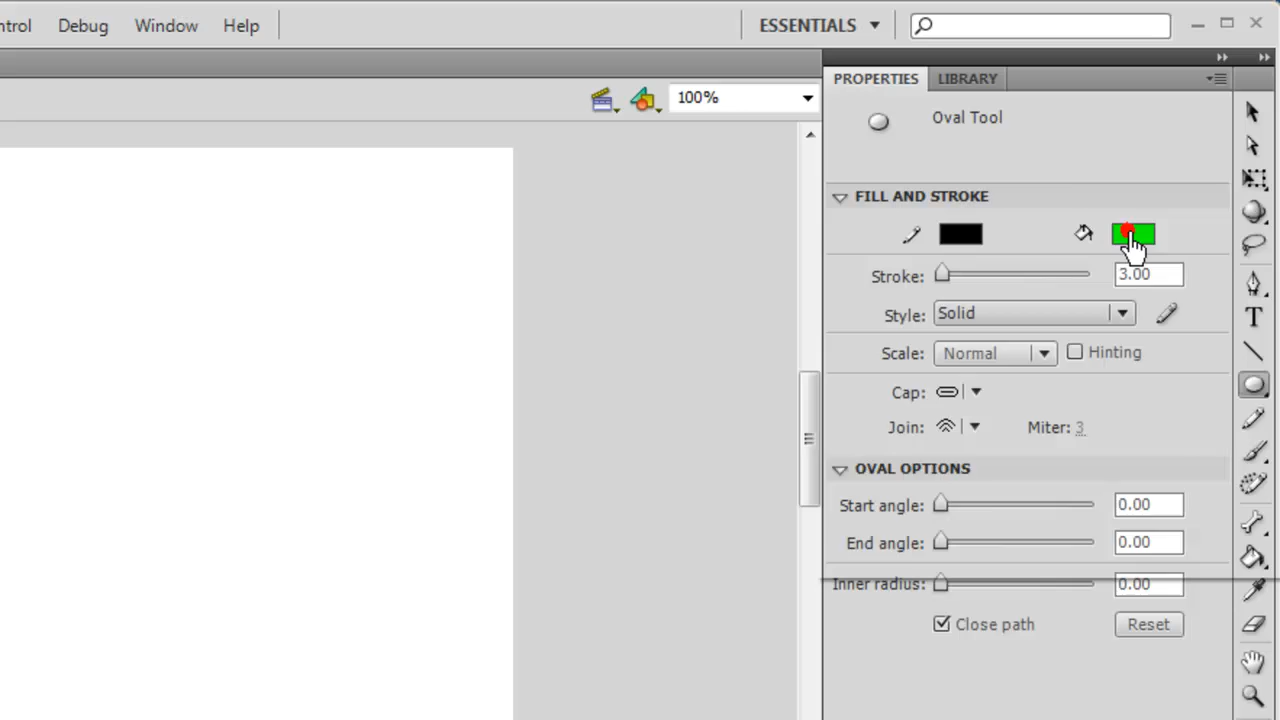 ntrol Debug Window Help ESSENTIALS
100%
PROPERTIES LIBRARY
Oval Tool
FILL AND STROKE
Stroke: 3.00
Style: Solid
Scale: Normal Hinting
Cap:
Join: Miter: 3
OVAL OPTIONS
Start angle: 0.00
End angle: 0.00
Inner radius: 0.00
Close path Reset
T